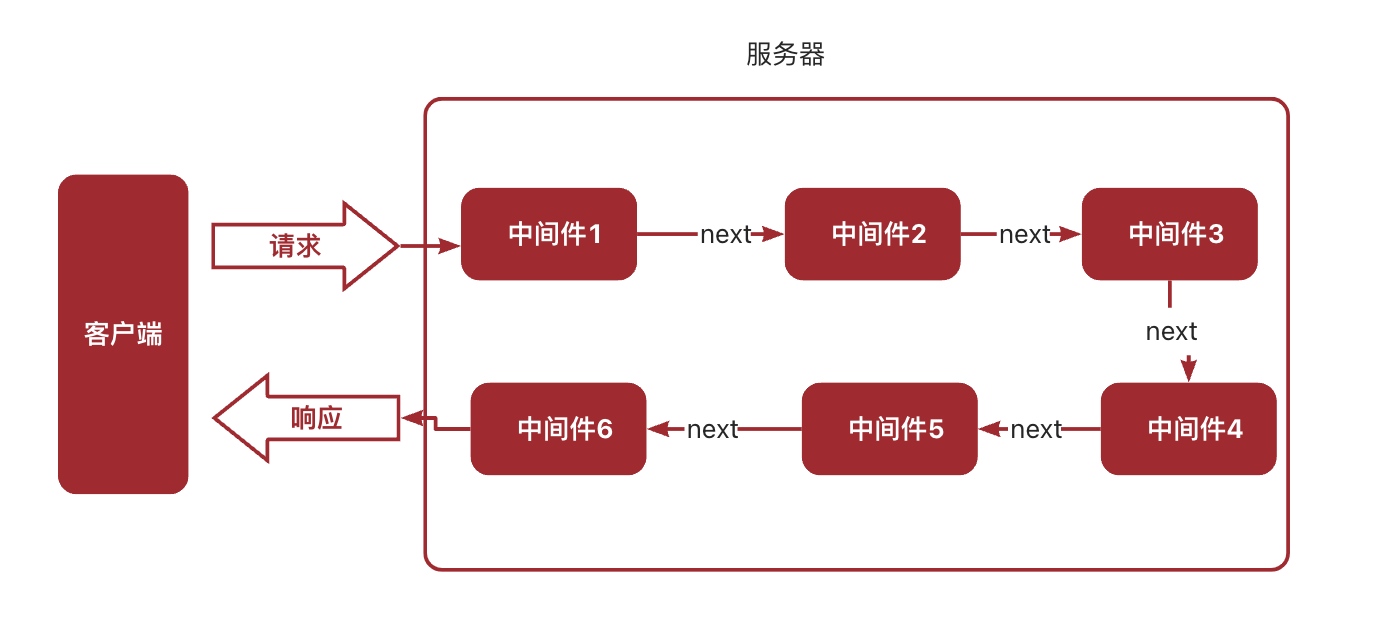 服务器
客户端
请求
中间件1
next
中间件2
next
中间件3
next
中间件4
next
中间件5
next
中间件6
响应